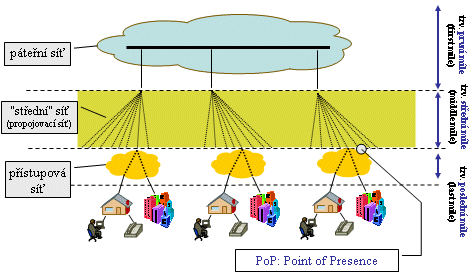 páteřní síť
"střední" síť
(propojovací síť)
přístupová
síť
tzv. první míle
(first mile)
tzv. střední míle
(middle mile)
tzv. poslední míle
(last mile)
PoP: Point of Presence